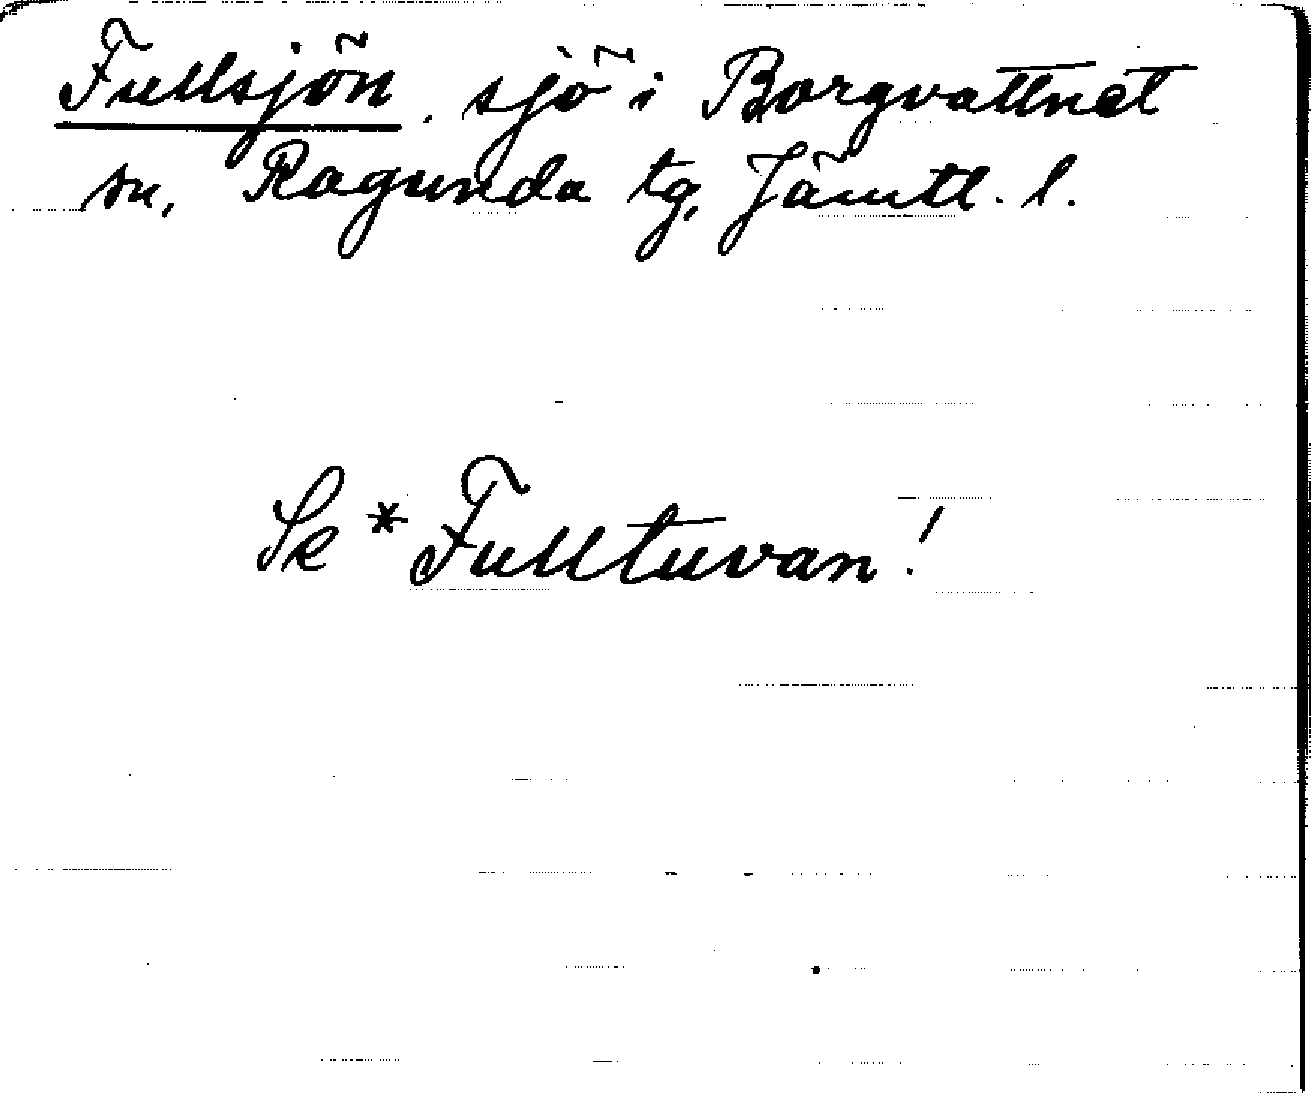 Fullsjön, sjö i Borgvattnet
sn, Ragunda tg, Jämtl. l.
Se *Fulltuvan!